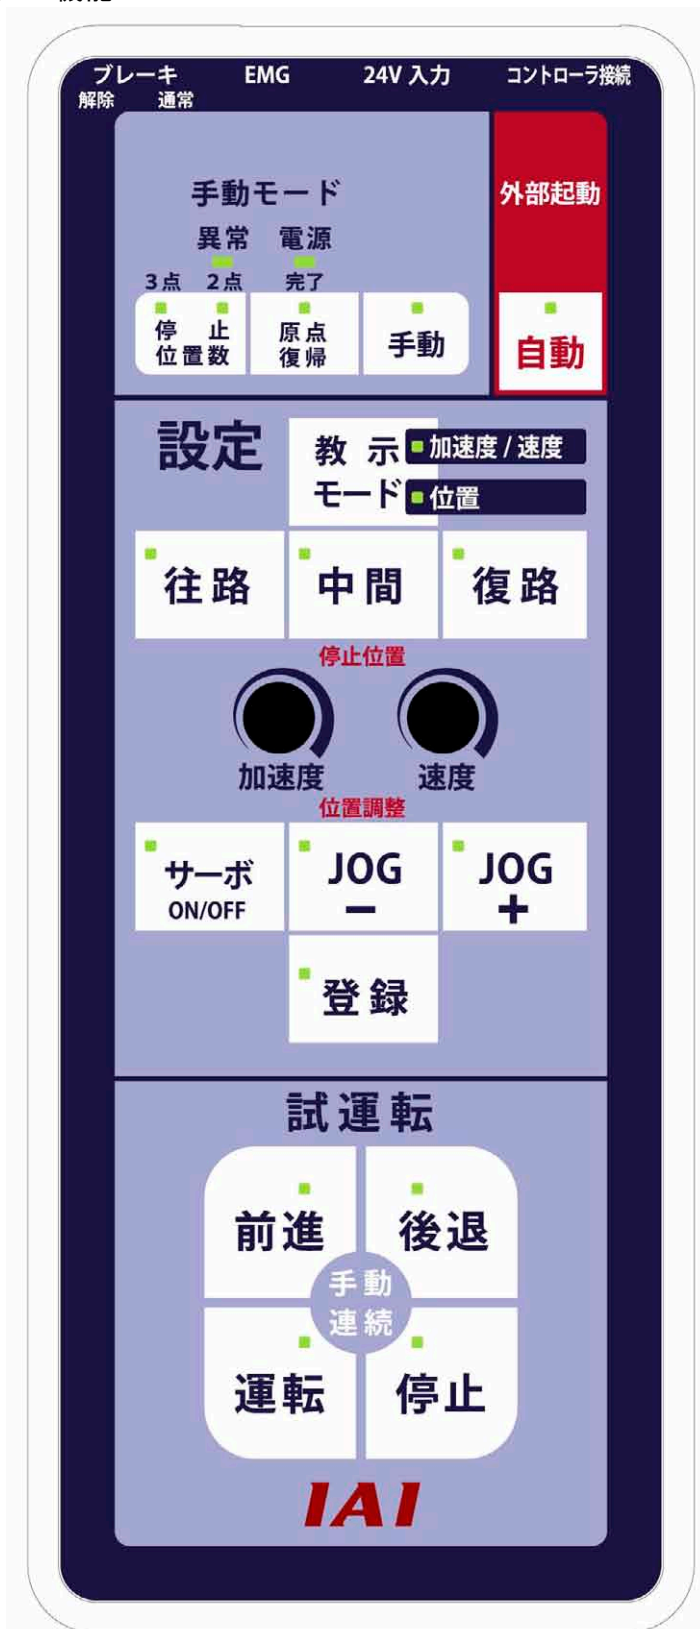 ブレーキ EMG 24V 入力 コントローラ接続
解除 通常
手動モード
外部起動
異常 電源
3点 2点 完了
停止
位置数
原点
復帰
手動
自動
設定
教示
モード
加速度 / 速度
位置
往路 中間 復路
停止位置
加速度 速度
位置調整
サーボ
ON/OFF
JOG
−
JOG
+
登録
試運転
前進 後退
手動
連続
運転 停止
IAI